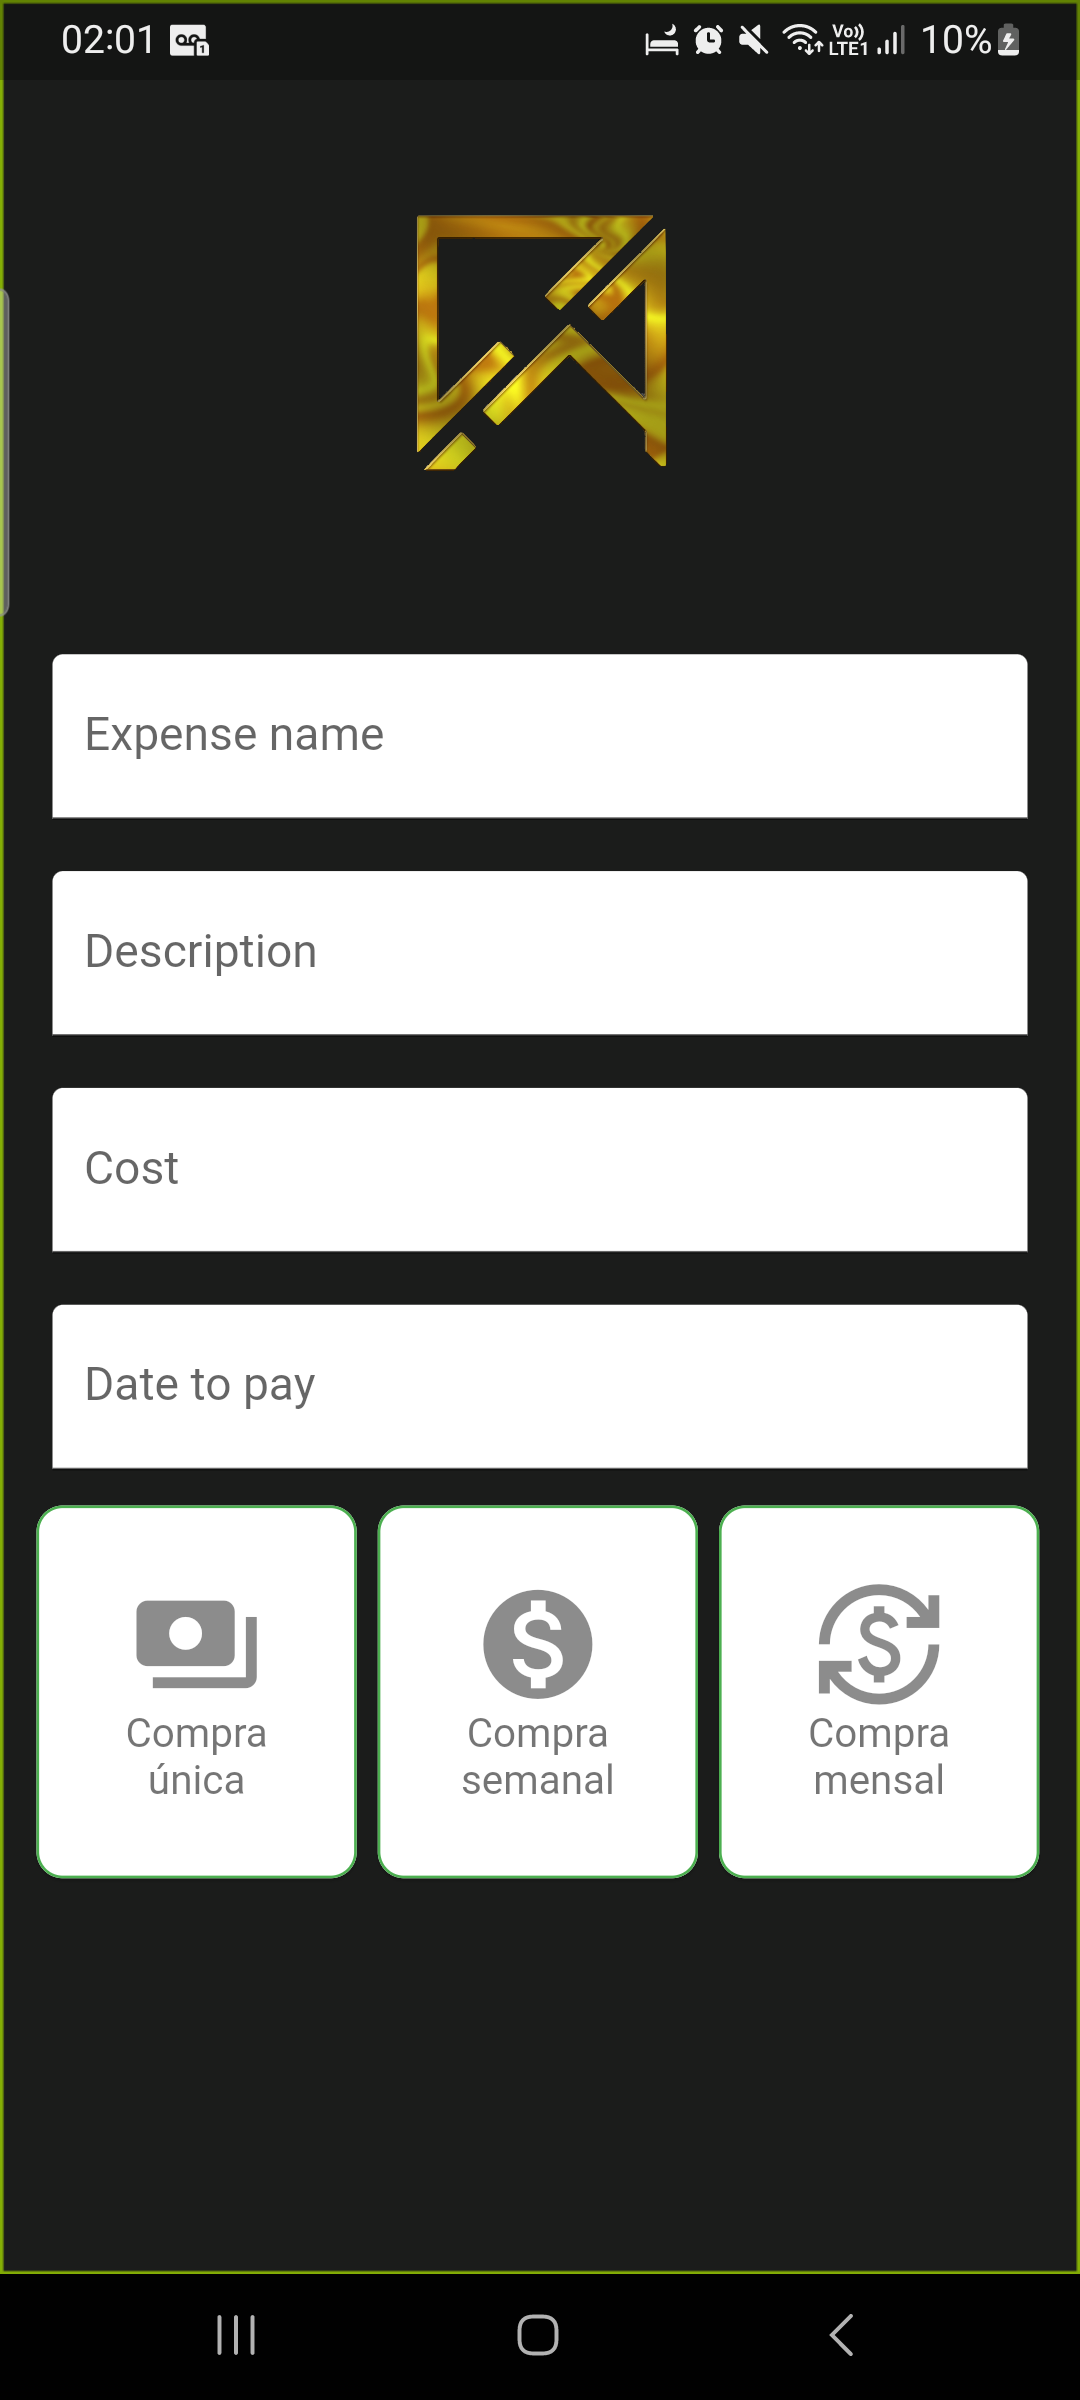 02:01
Vo)) LTE1 10%
Expense name
Description
Cost
Date to pay
Compra única
Compra semanal
Compra mensal